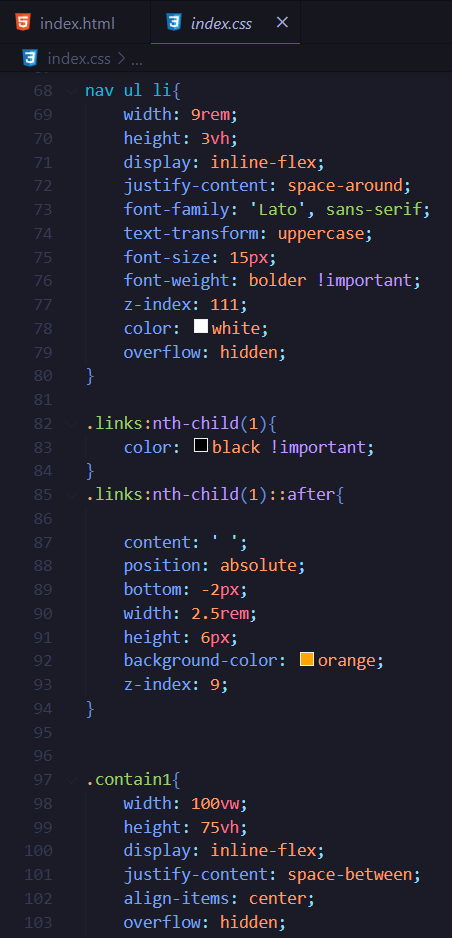 index.html
index.css ×
index.css > ...
68 nav ul li{
69 width: 9rem;
70 height: 3vh;
71 display: inline-flex;
72 justify-content: space-around;
73 font-family: 'Lato', sans-serif;
74 text-transform: uppercase;
75 font-size: 15px;
76 font-weight: bolder !important;
77 z-index: 111;
78 color: white;
79 overflow: hidden;
80 }
81
82 .links:nth-child(1){
83 color: black !important;
84 }
85 .links:nth-child(1)::after{
86
87 content: ' ';
88 position: absolute;
89 bottom: -2px;
90 width: 2.5rem;
91 height: 6px;
92 background-color: orange;
93 z-index: 9;
94 }
95
96
97 .contain1{
98 width: 100vw;
99 height: 75vh;
100 display: inline-flex;
101 justify-content: space-between;
102 align-items: center;
103 overflow: hidden;